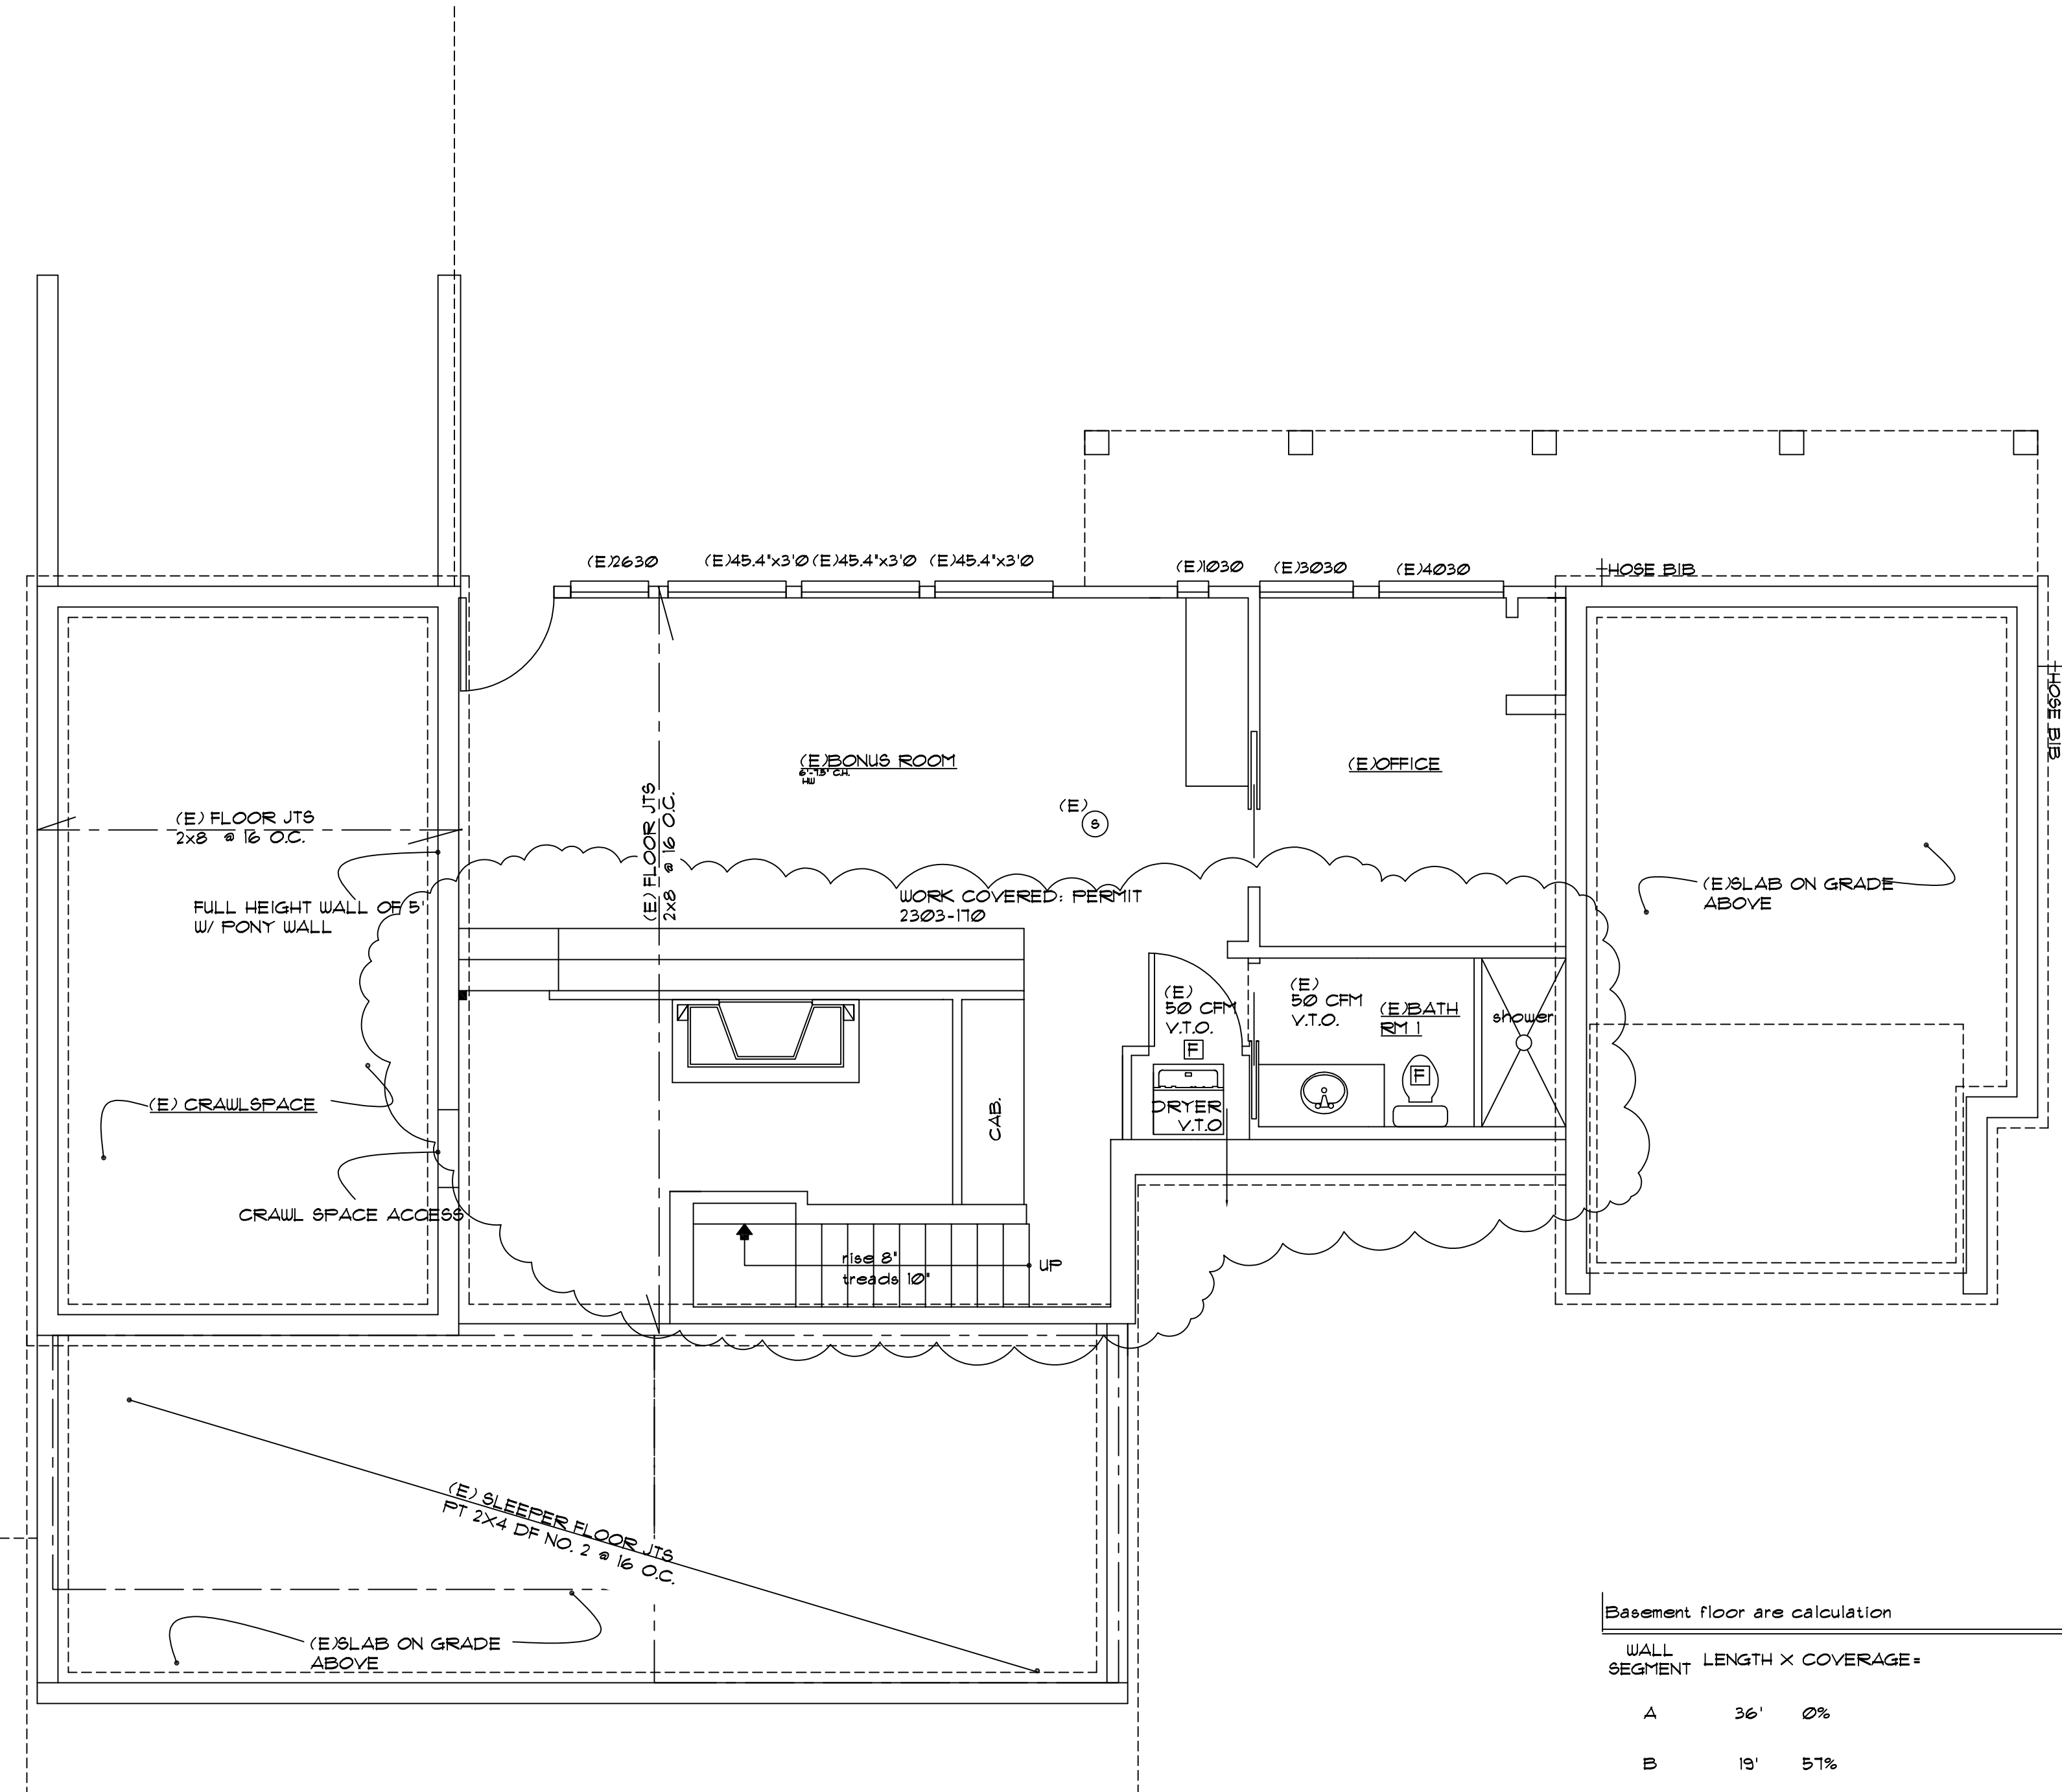 (E)2630
(E)45.4"x3'0
(E)45.4"x3'0
(E)45.4"x3'0
(E)1030
(E)3030
(E)4030
HOSE BIB
HOSE BIB
(E)BONUS ROOM
6'-7.5" C.H.
HW
(E)OFFICE
(E)
S
(E) FLOOR JTS
2x8 @ 16 O.C.
(E) FLOOR JTS
2x8 @ 16 O.C.
FULL HEIGHT WALL OF 5'
W/ PONY WALL
WORK COVERED: PERMIT
2303-170
(E)SLAB ON GRADE
ABOVE
(E)
50 CFM
V.T.O.
F
(E)
50 CFM
V.T.O.
(E)BATH
RM 1
F
shower
DRYER
V.T.O
CAB.
(E) CRAWLSPACE
CRAWL SPACE ACCESS
rise 8"
treads 10"
UP
(E) SLEEPER FLOOR JTS
PT 2X4 DF NO. 2 @ 16 O.C.
(E)SLAB ON GRADE
ABOVE
Basement floor are calculation
WALL
SEGMENT LENGTH X COVERAGE=
A 36' 0%
B 19' 57%